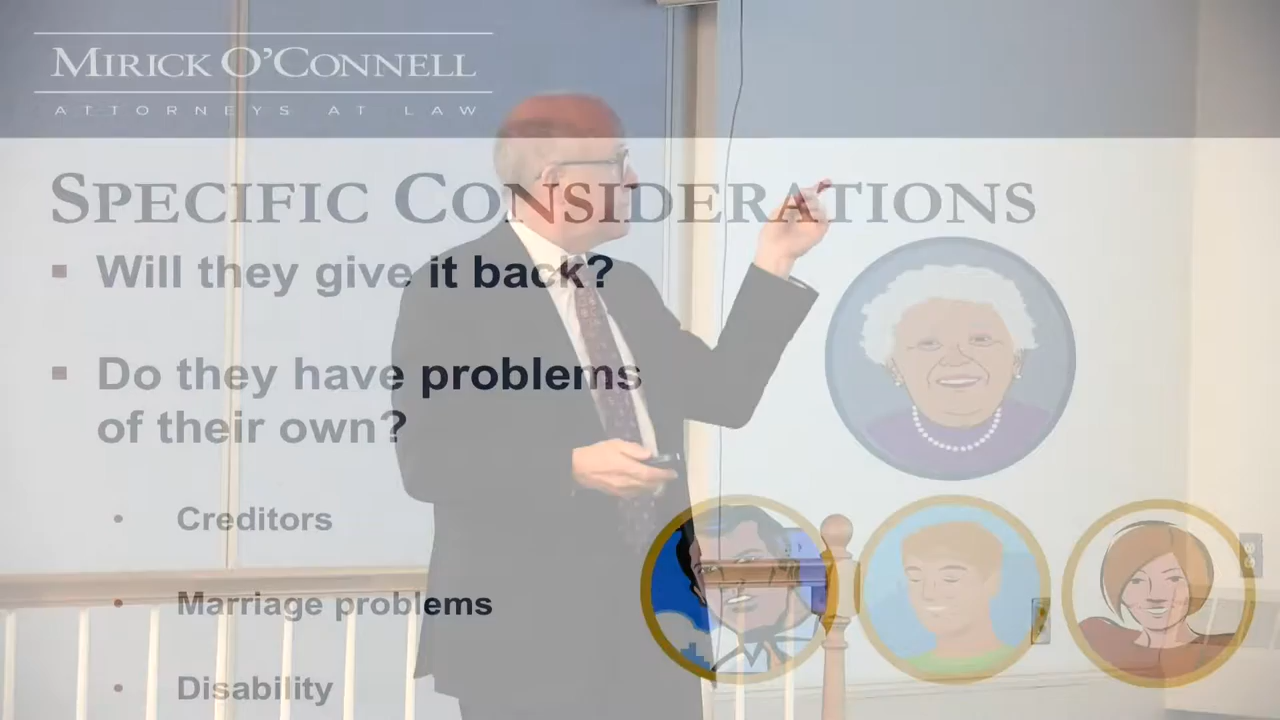 MIRICK O'CONNELL
ATTORNEYS AT LAW
SPECIFIC CONSIDERATIONS
Will they give it back?
Do they have problems
of their own?
Creditors
Marriage problems
Disability